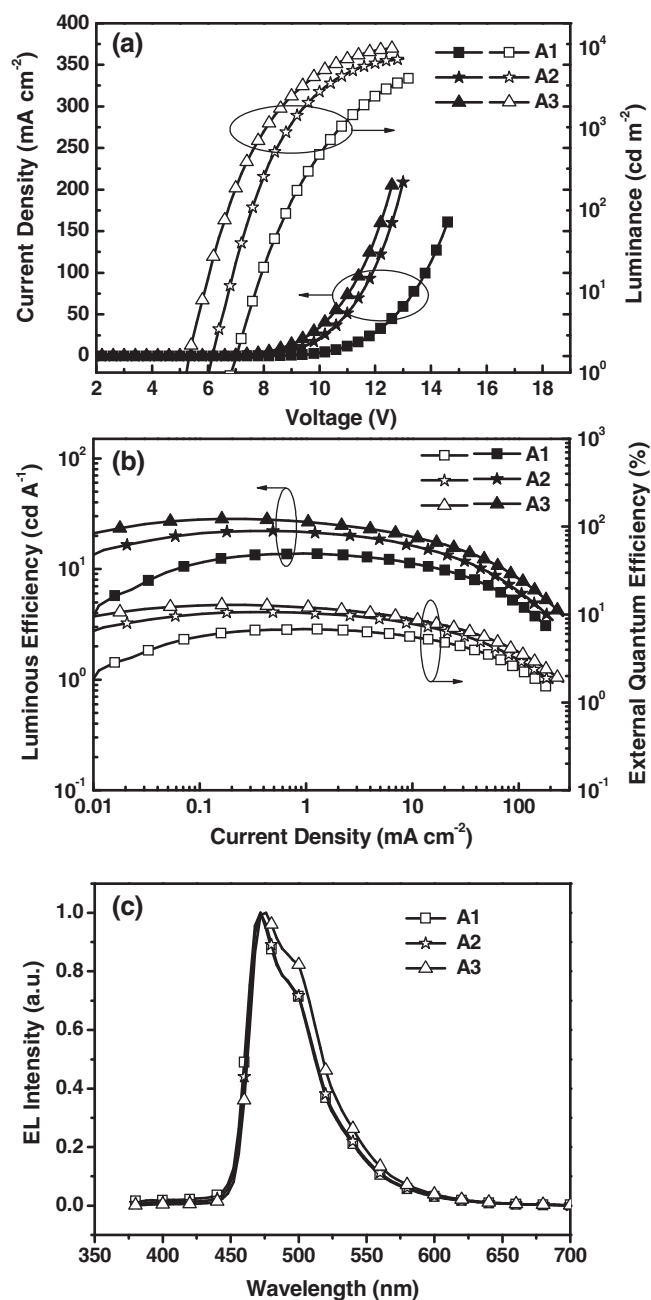 (a)
Current Density (mA cm⁻²)
400
350
300
250
200
150
100
50
0
A1
A2
A3
10⁴
10³
10²
10¹
10⁰
Luminance (cd m⁻²)
2 4 6 8 10 12 14 16 18
Voltage (V)
(b)
Luminous Efficiency (cd A⁻¹)
10²
10¹
10⁰
10⁻¹
A1
A2
A3
10³
10²
10¹
10⁰
10⁻¹
External Quantum Efficiency (%)
0.01 0.1 1 10 100
Current Density (mA cm⁻²)
(c)
EL Intensity (a.u.)
1.0
0.8
0.6
0.4
0.2
0.0
A1
A2
A3
350 400 450 500 550 600 650 700
Wavelength (nm)